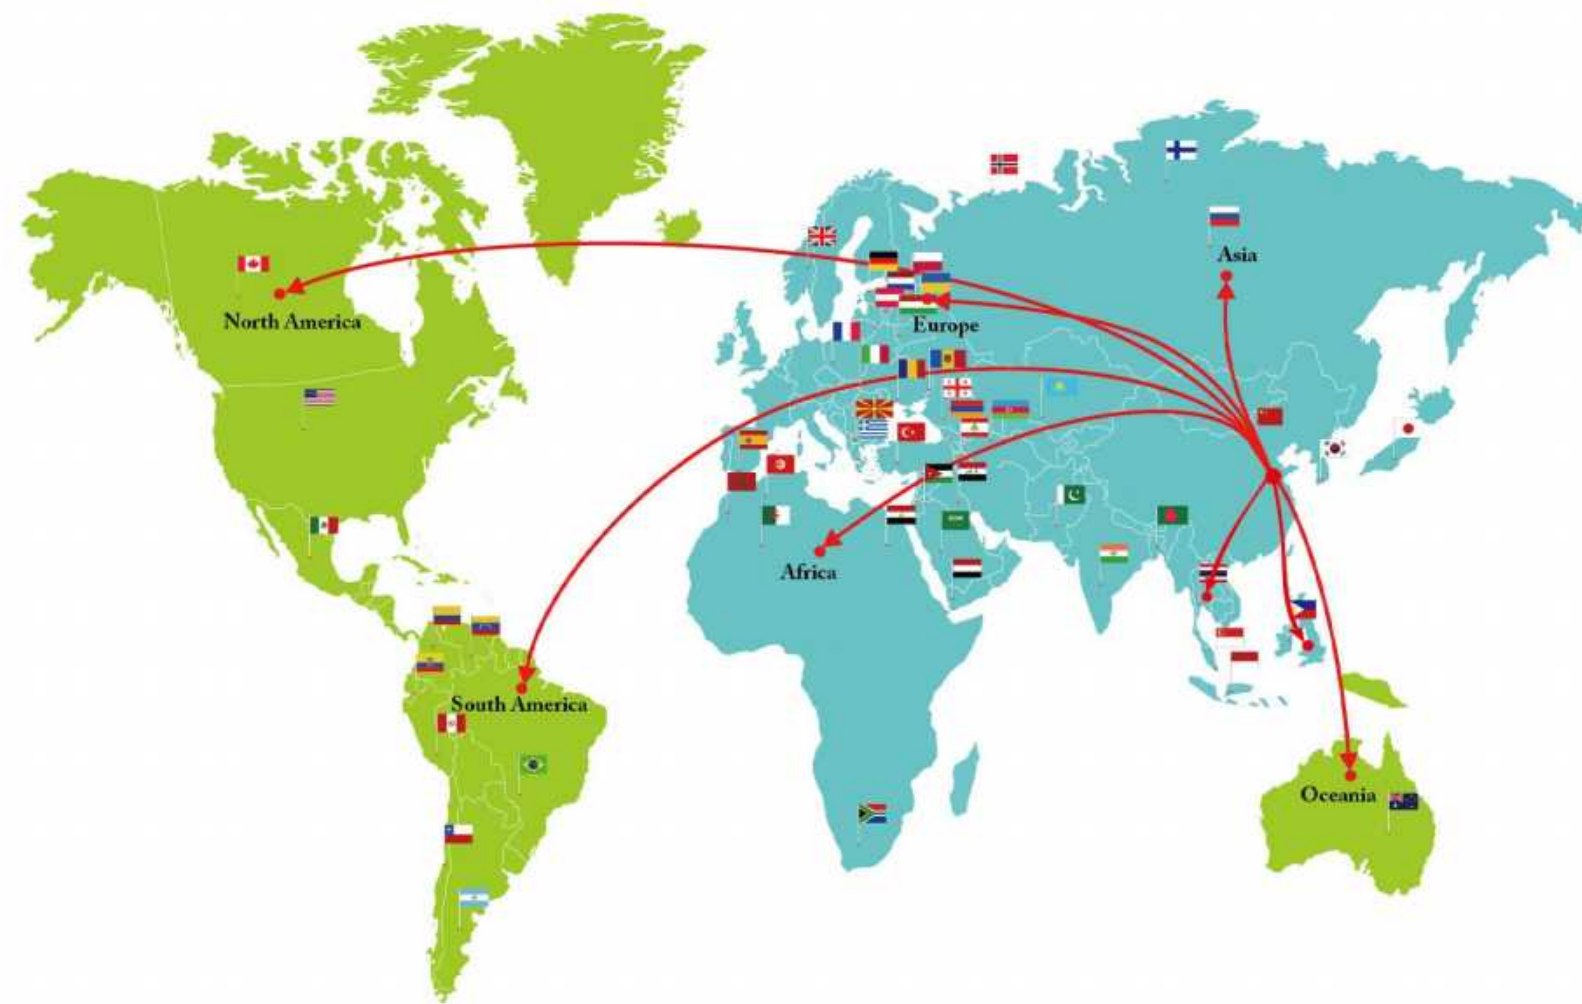 Asia
North America
Europe
Africa
South America
Oceania